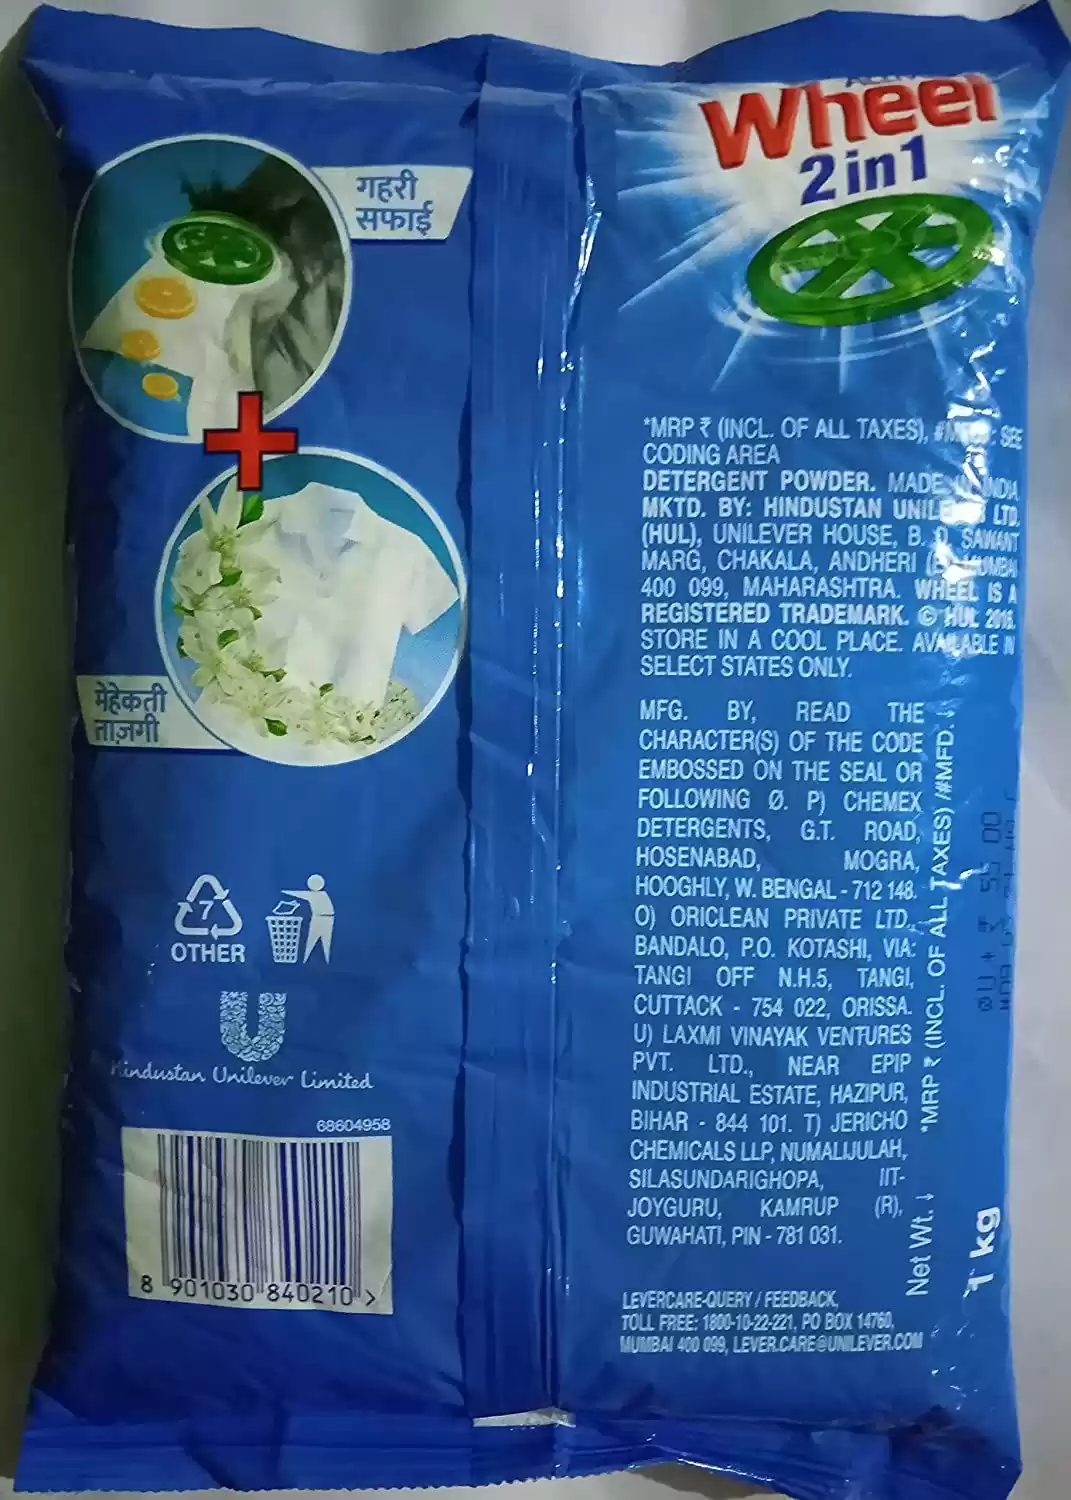 गहरी
सफाई
मेहेकती
ताज़गी
7
OTHER
Hindustan Unilever Limited
68604958
8 901030 840210 >
Wheel
2in1
*MRP ₹ (INCL. OF ALL TAXES), SEE
CODING AREA
DETERGENT POWDER. MADE INDIA
MKTD. BY: HINDUSTAN LTD.
(HUL), UNILEVER HOUSE, B. D. SAWANT
MARG, CHAKALA, ANDHERI MUMBAI
400 099, MAHARASHTRA. WHEEL IS A
REGISTERED TRADEMARK. © HUL
STORE IN A COOL PLACE. AVAILABLE IN
SELECT STATES ONLY.
MFG. BY, READ THE
CHARACTER(S) OF THE CODE
EMBOSSED ON THE SEAL OR
FOLLOWING Ø. P) CHEMEX
DETERGENTS, G.T. ROAD,
HOSENABAD, MOGRA,
HOOGHLY, W. BENGAL - 712 148.
O) ORICLEAN PRIVATE LTD.,
BANDALO, P.O. KOTASHI, VIA:
TANGI OFF N.H.5, TANGI,
CUTTACK - 754 022, ORISSA.
U) LAXMI VINAYAK VENTURES
PVT. LTD., NEAR EPIP
INDUSTRIAL ESTATE, HAZIPUR,
BIHAR - 844 101. T) JERICHO
CHEMICALS LLP, NUMALIJULAH,
SILASUNDARIGHOPA, IIT-
JOYGURU, KAMRUP (R),
GUWAHATI, PIN - 781 031.
LEVERCARE-QUERY / FEEDBACK,
TOLL FREE: 1800-10-22-221, PO BOX 14760,
MUMBAI 400 099, LEVER.CARE@UNILEVER.COM
Net Wt. ↓ *MRP ₹ (INCL. OF ALL TAXES) /#MFD. ↓
1 kg